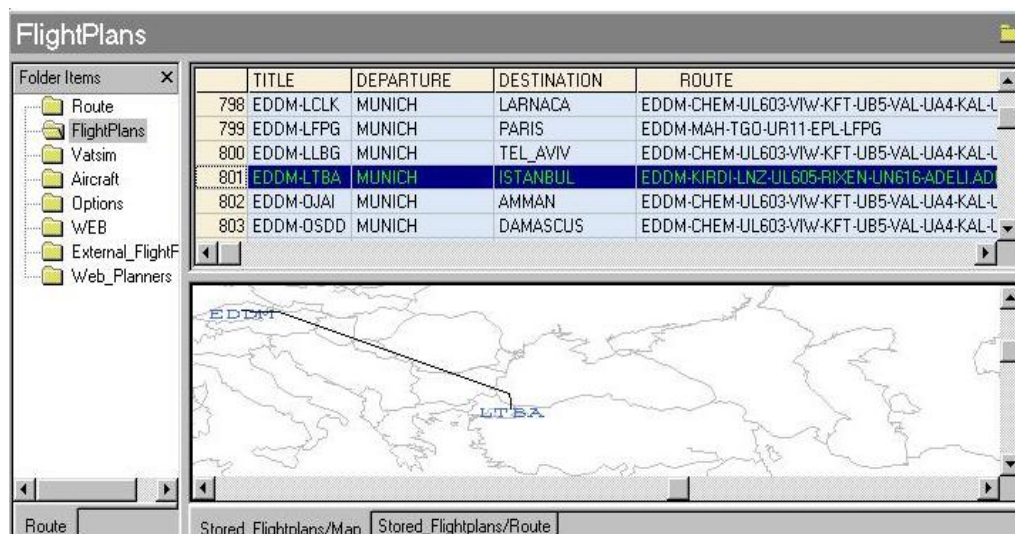 FlightPlans
Folder Items X
Route
FlightPlans
Vatsim
Aircraft
Options
WEB
External_FlightF
Web_Planners
Route
TITLE DEPARTURE DESTINATION ROUTE
798 EDDM-LCLK MUNICH LARNACA EDDM-CHEM-UL603-VIW-KFT-UB5-VAL-UA4-KAL-U
799 EDDM-LFPG MUNICH PARIS EDDM-MAH-TGO-UR11-EPL-LFPG
800 EDDM-LLBG MUNICH TEL_AVIV EDDM-CHEM-UL603-VIW-KFT-UB5-VAL-UA4-KAL-L
801 EDDM-LTBA MUNICH ISTANBUL EDDM-KIRDI-LNZ-UL605-RIXEN-UN616-ADELI.ADI
802 EDDM-OJAI MUNICH AMMAN EDDM-CHEM-UL603-VIW-KFT-UB5-VAL-UA4-KAL-L
803 EDDM-OSDD MUNICH DAMASCUS EDDM-CHEM-UL603-VIW-KFT-UB5-VAL-UA4-KAL-L
EDDM
LTBA
Stored_Flightplans/Map Stored_Flightplans/Route